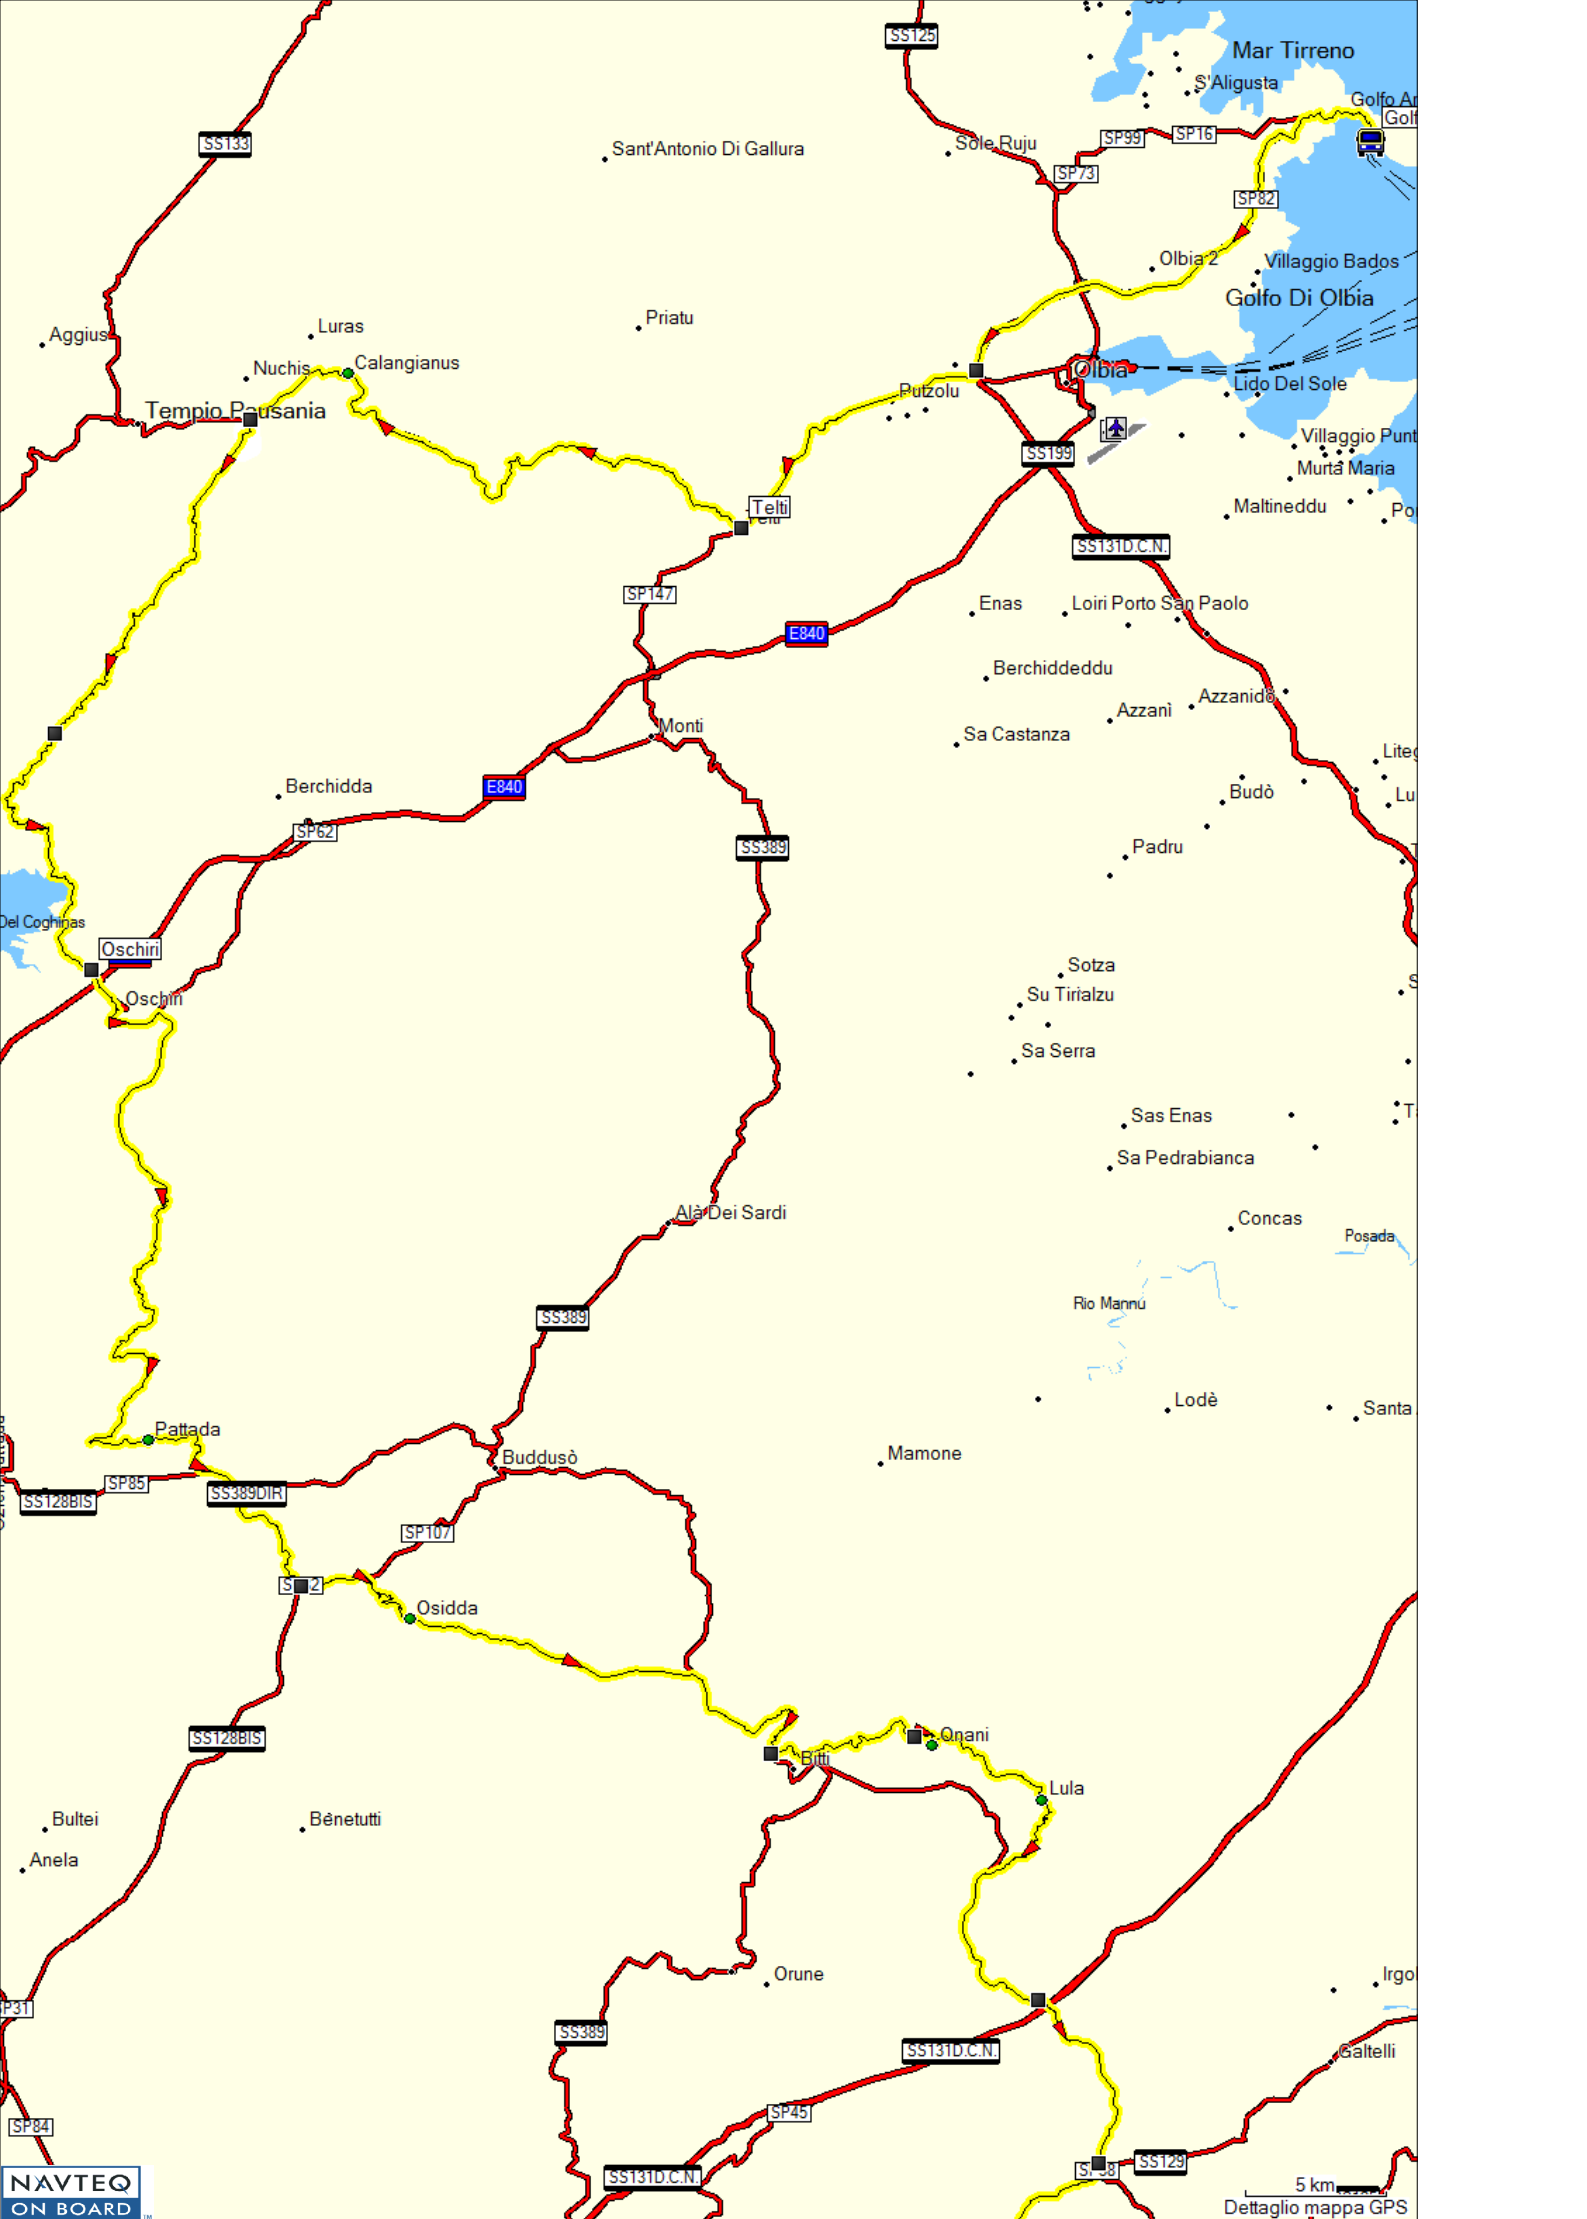 SS125
Mar Tirreno
S'Aligusta
Golfo Ar
Golf
SS133
Sant'Antonio Di Gallura
Sole Ruju
SP99
SP16
SP73
SP82
Olbia 2
Villaggio Bados
Golfo Di Olbia
Priatu
Luras
Aggius
Nuchis
Calangianus
Olbia
Lido Del Sole
Putzolu
Tempio Pausania
SS199
Villaggio Punt
Murta Maria
Telti
Maltineddu
Po
SS131D.C.N.
SP147
Enas
Loiri Porto San Paolo
E840
Berchiddeddu
Azzanidò
Azzanì
Monti
Sa Castanza
Liteg
E840
Berchidda
Budò
Lu
SP62
SS389
Padru
T
Del Coghinas
Oschiri
Sotza
S
Oschiri
Su Tirialzu
Sa Serra
Sas Enas
Ta
Sa Pedrabianca
Alà Dei Sardi
Concas
Posada
Rio Mannu
SS389
Lodè
Santa
Pattada
Mamone
Buddusò
SP85
SS389DIR
SS128BIS
SP107
Osidda
SS128BIS
Onani
Bitti
Lula
Bultei
Benetutti
Anela
Orune
Irgol
SP31
SS389
SS131D.C.N.
Galtelli
SP45
SP84
SS129
SS131D.C.N.
NAVTEQ
ON BOARD
5 km
Dettaglio mappa GPS